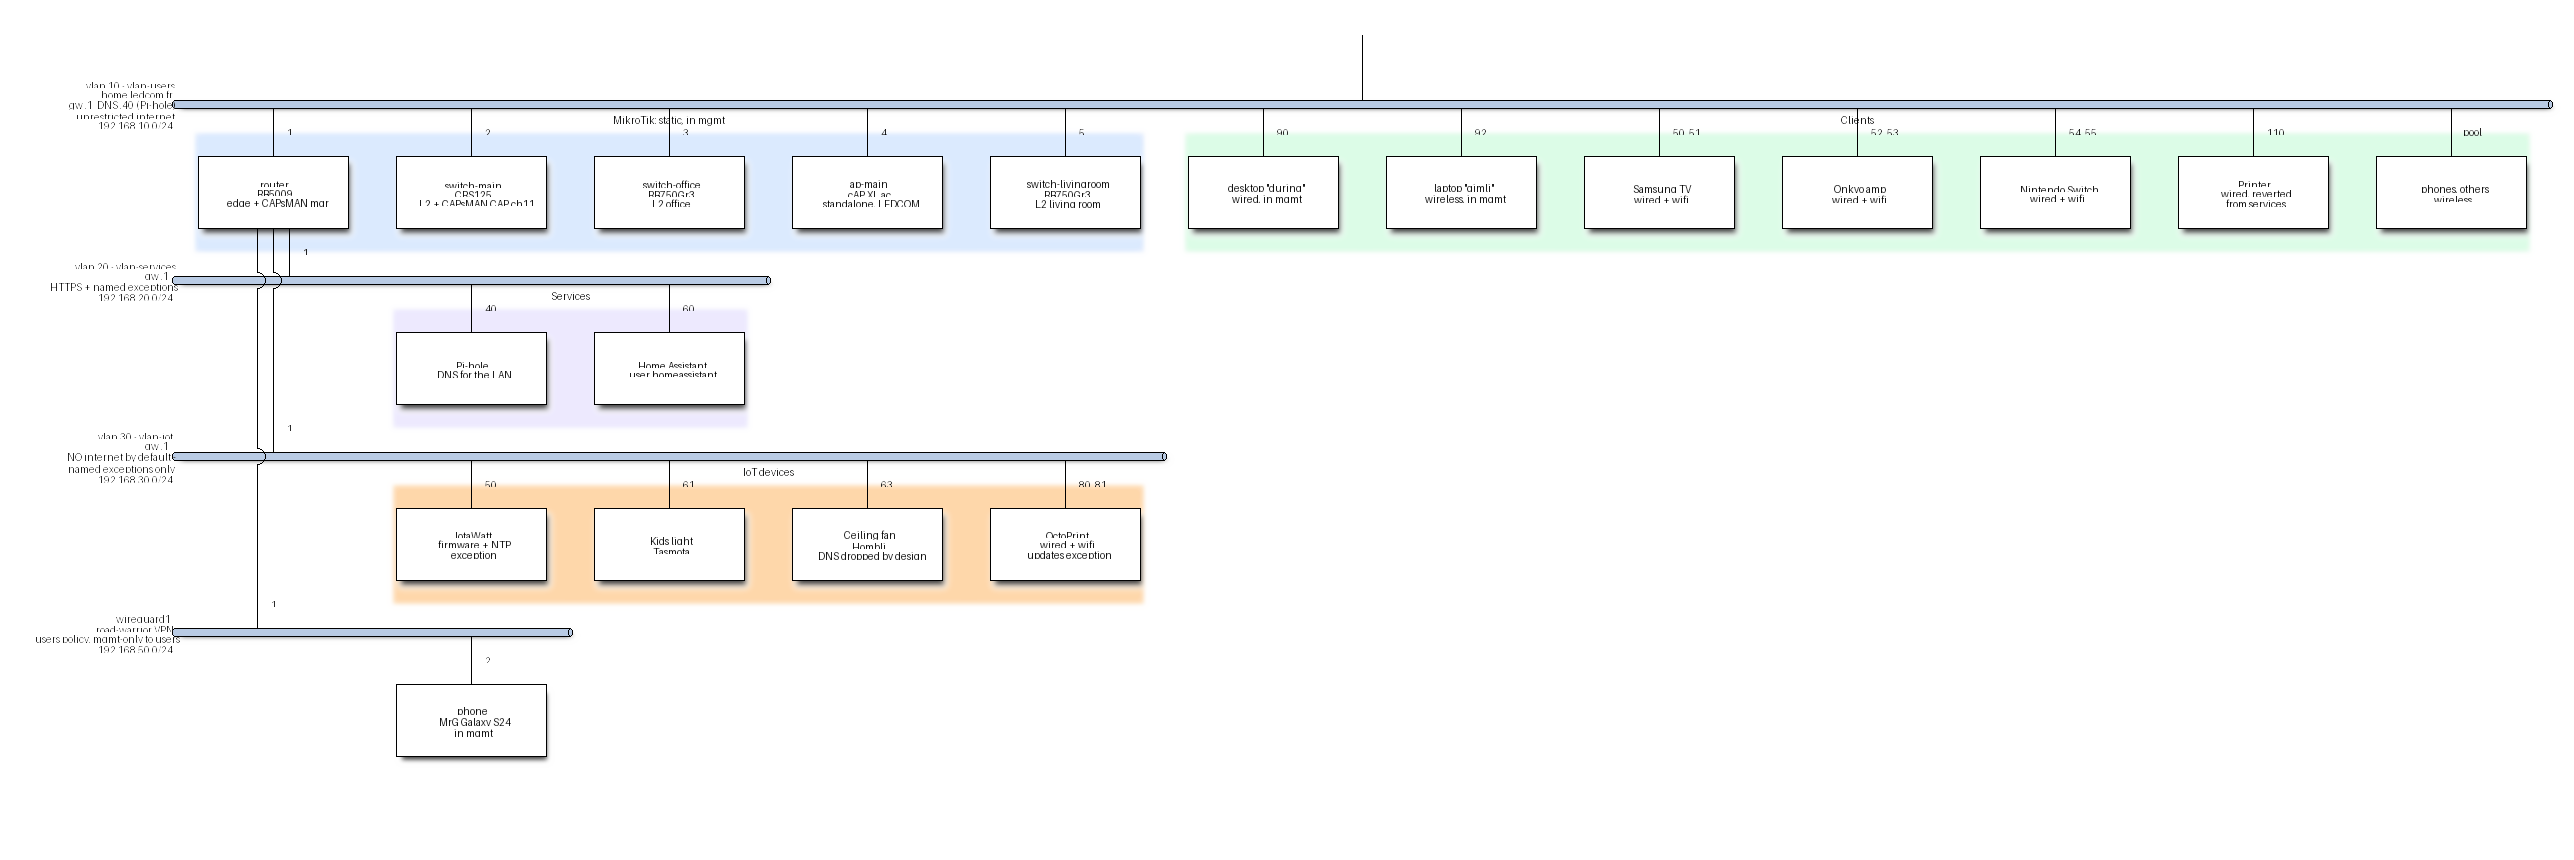 vlan 10 - vlan-users
home.ledcom.fr
gw .1 DNS .40 (Pi-hole)
unrestricted internet
192.168.10.0/24
MikroTik: static, in mgmt
Clients
1
2
3
4
5
90
92
50, 51
52, 53
54, 55
110
pool
router
RB5009
edge + CAPsMAN mgr
switch-main
CRS125
L2 + CAPsMAN CAP ch11
switch-office
RB750Gr3
L2 office
ap-main
cAP XL ac
standalone, LEDCOM
switch-livingroom
RB750Gr3
L2 living room
desktop "during"
wired, in mgmt
laptop "gimli"
wireless, in mgmt
Samsung TV
wired + wifi
Onkyo amp
wired + wifi
Nintendo Switch
wired + wifi
Printer
wired, reverted
from services
phones, others
wireless
1
vlan 20 - vlan-services
gw .1
HTTPS + named exceptions
192.168.20.0/24
Services
40
60
Pi-hole
DNS for the LAN
Home Assistant
user homeassistant
1
vlan 30 - vlan-iot
gw .1
NO internet by default
named exceptions only
192.168.30.0/24
IoT devices
50
61
63
80, 81
IotaWatt
firmware + NTP
exception
Kids light
Tasmota
Ceiling fan
Hombli
DNS dropped by design
OctoPrint
wired + wifi
updates exception
1
wireguard1
road-warrior VPN
users policy, mgmt-only to users
192.168.50.0/24
2
phone
MrG Galaxy S24
in mgmt